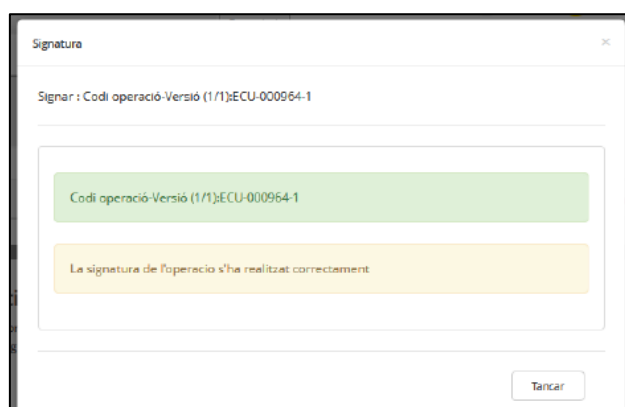 Signatura
Signar : Codi operació-Versió (1/1):ECU-000964-1
Codi operació-Versió (1/1):ECU-000964-1
La signatura de l'operacio s'ha realitzat correctament
Tancar